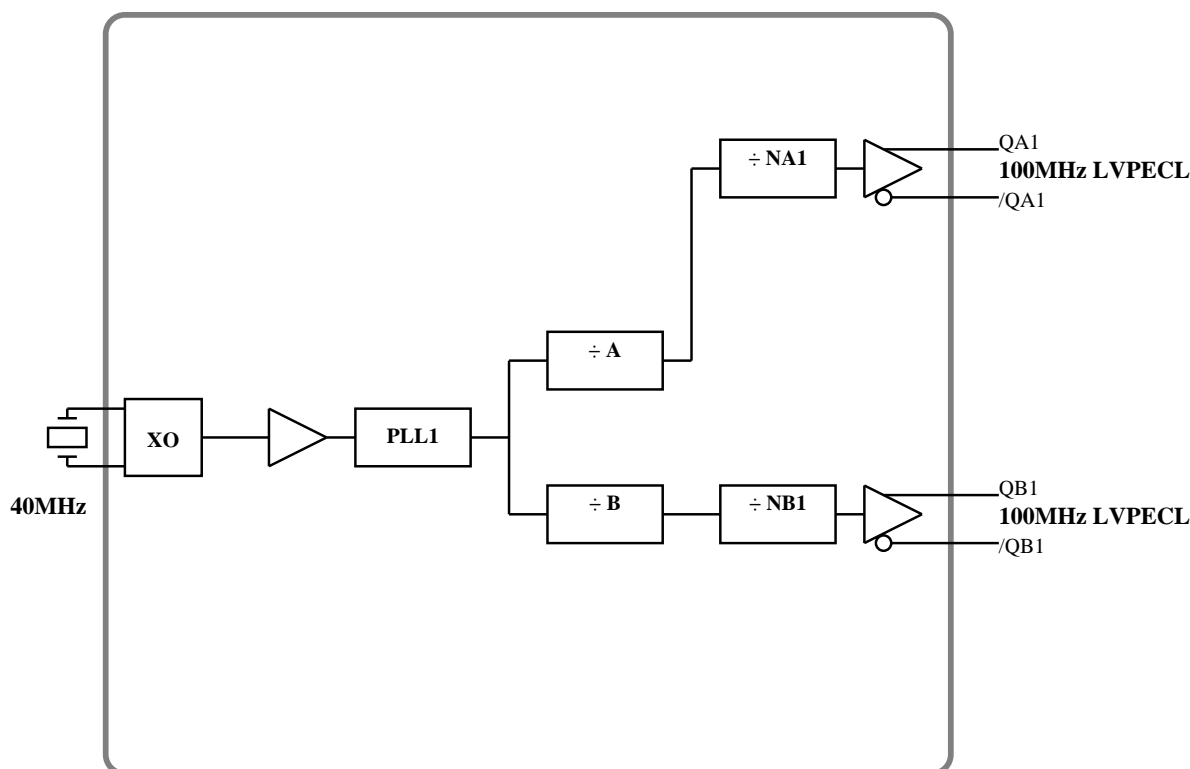 ÷ NA1
QA1
100MHz LVPECL
/QA1
÷ A
XO
PLL1
40MHz
÷ B
÷ NB1
QB1
100MHz LVPECL
/QB1